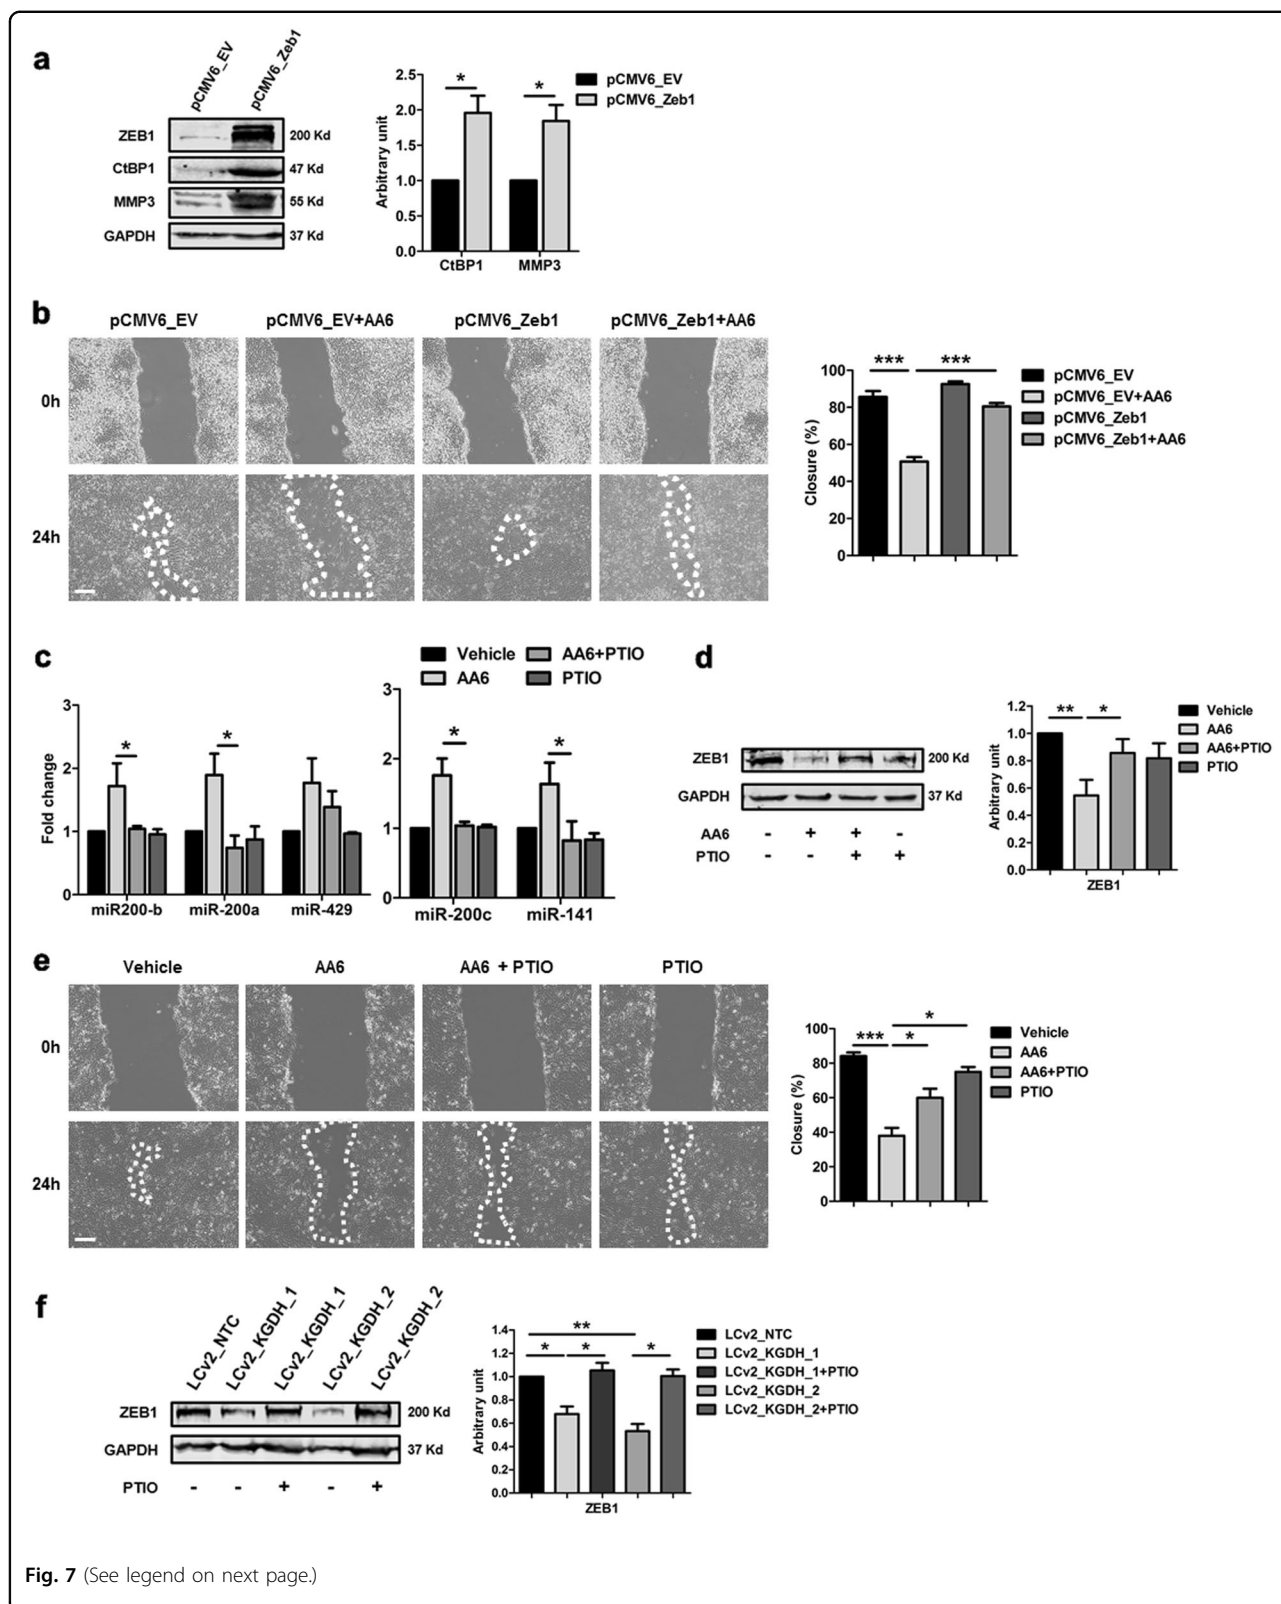 a
pCMV6_EV
pCMV6_Zeb1
ZEB1
200 Kd
CtBP1
47 Kd
MMP3
55 Kd
GAPDH
37 Kd
Arbitrary unit
2.5
2.0
1.5
1.0
0.5
0.0
*
*
CtBP1
MMP3
pCMV6_EV
pCMV6_Zeb1
b
pCMV6_EV
pCMV6_EV+AA6
pCMV6_Zeb1
pCMV6_Zeb1+AA6
0h
24h
Closure (%)
100
80
60
40
20
0
***
***
pCMV6_EV
pCMV6_EV+AA6
pCMV6_Zeb1
pCMV6_Zeb1+AA6
c
Vehicle
AA6+PTIO
AA6
PTIO
Fold change
3
2
1
0
*
*
miR200-b
miR-200a
miR-429
3
2
1
0
*
*
miR-200c
miR-141
d
ZEB1
200 Kd
GAPDH
37 Kd
AA6 - + + -
PTIO - - + +
Arbitrary unit
1.2
1.0
0.8
0.6
0.4
0.2
0.0
**
*
ZEB1
Vehicle
AA6
AA6+PTIO
PTIO
e
Vehicle
AA6
AA6 + PTIO
PTIO
0h
24h
Closure (%)
100
80
60
40
20
0
***
*
*
Vehicle
AA6
AA6+PTIO
PTIO
f
LCv2_NTC
LCv2_KGDH_1
LCv2_KGDH_1
LCv2_KGDH_2
LCv2_KGDH_2
ZEB1
200 Kd
GAPDH
37 Kd
PTIO - - + - +
Arbitrary unit
1.4
1.2
1.0
0.8
0.6
0.4
0.2
0.0
**
*
*
*
ZEB1
LCv2_NTC
LCv2_KGDH_1
LCv2_KGDH_1+PTIO
LCv2_KGDH_2
LCv2_KGDH_2+PTIO
Fig. 7 (See legend on next page.)